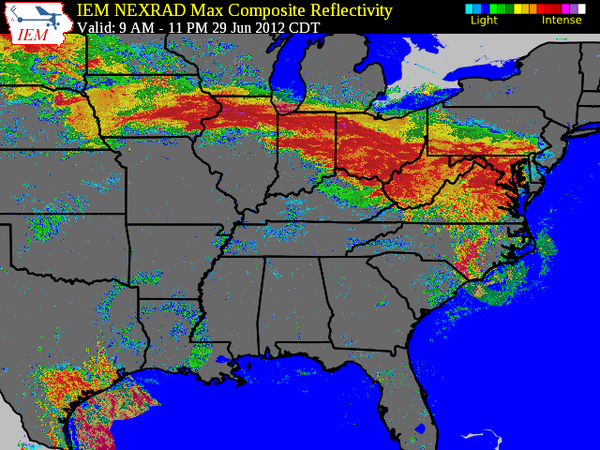 IEM NEXRAD Max Composite Reflectivity
Valid: 9 AM - 11 PM 29 Jun 2012 CDT
IEM
Light Intense